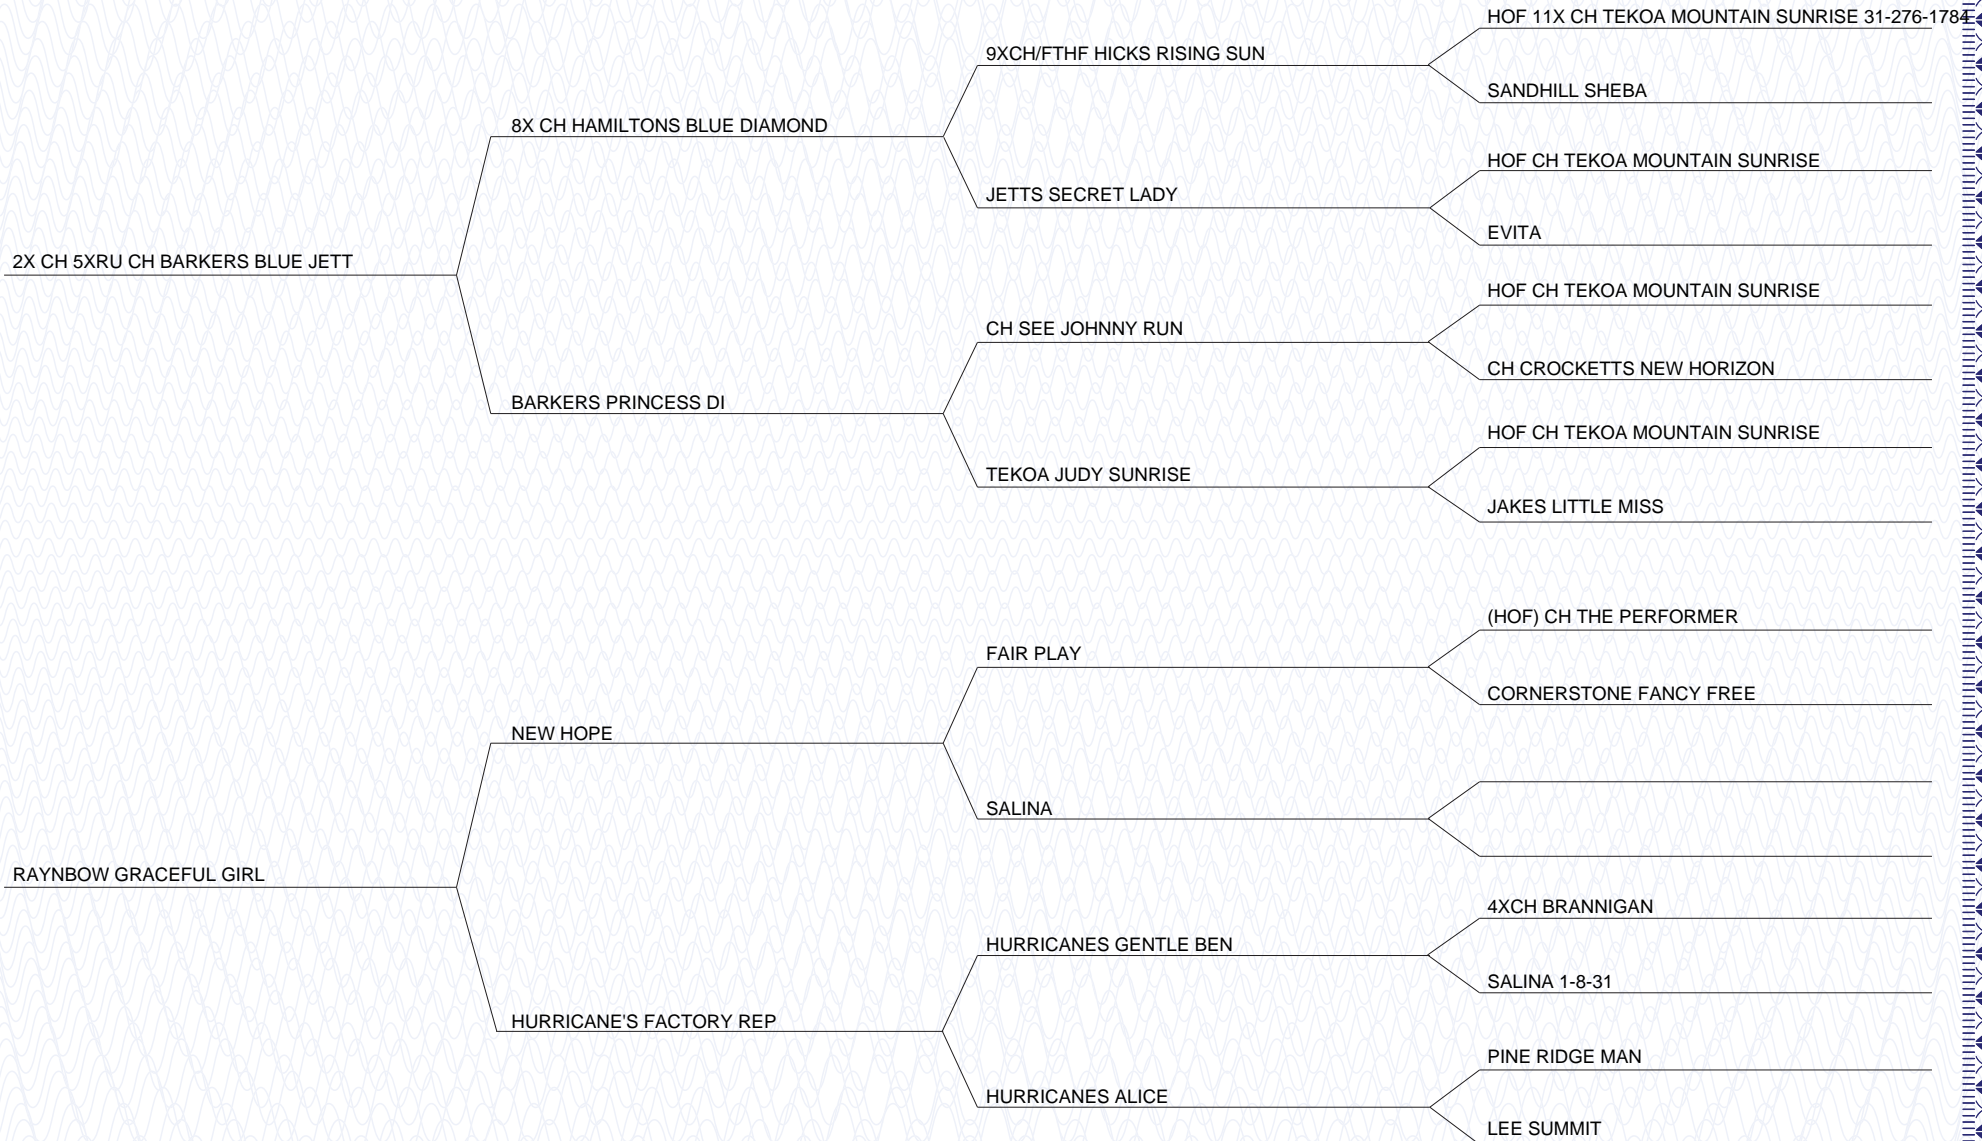 HOF 11X CH TEKOA MOUNTAIN SUNRISE 31-276-1784
9XCH/FTHF HICKS RISING SUN
SANDHILL SHEBA
8X CH HAMILTONS BLUE DIAMOND
HOF CH TEKOA MOUNTAIN SUNRISE
JETTS SECRET LADY
EVITA
2X CH 5XRU CH BARKERS BLUE JETT
HOF CH TEKOA MOUNTAIN SUNRISE
CH SEE JOHNNY RUN
CH CROCKETTS NEW HORIZON
BARKERS PRINCESS DI
HOF CH TEKOA MOUNTAIN SUNRISE
TEKOA JUDY SUNRISE
JAKES LITTLE MISS
(HOF) CH THE PERFORMER
FAIR PLAY
CORNERSTONE FANCY FREE
NEW HOPE
SALINA
RAYNBOW GRACEFUL GIRL
4XCH BRANNIGAN
HURRICANES GENTLE BEN
SALINA 1-8-31
HURRICANE'S FACTORY REP
PINE RIDGE MAN
HURRICANES ALICE
LEE SUMMIT